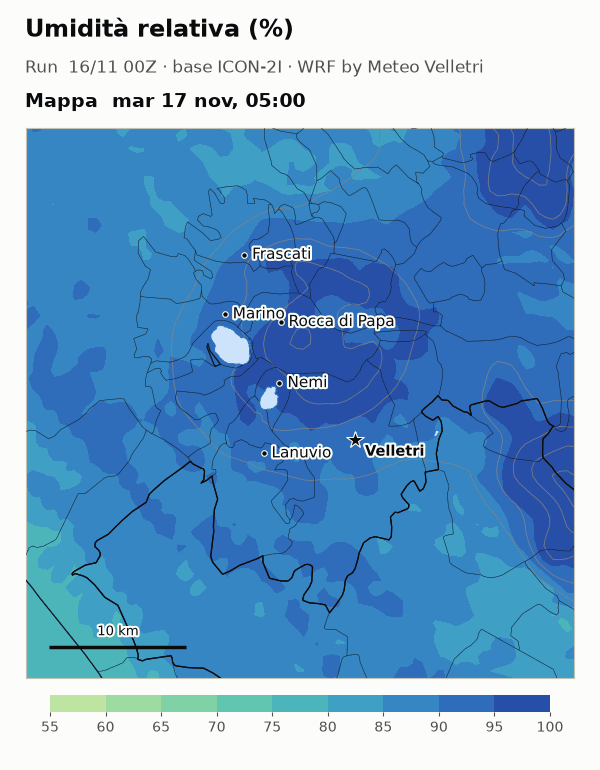 Umidità relativa (%)
Run  16/11 00Z · base ICON-2I · WRF by Meteo Velletri
Mappa  mar 17 nov, 05:00
Frascati
Marino
Rocca di Papa
Nemi
Velletri
Lanuvio
10 km
55 60 65 70 75 80 85 90 95 100